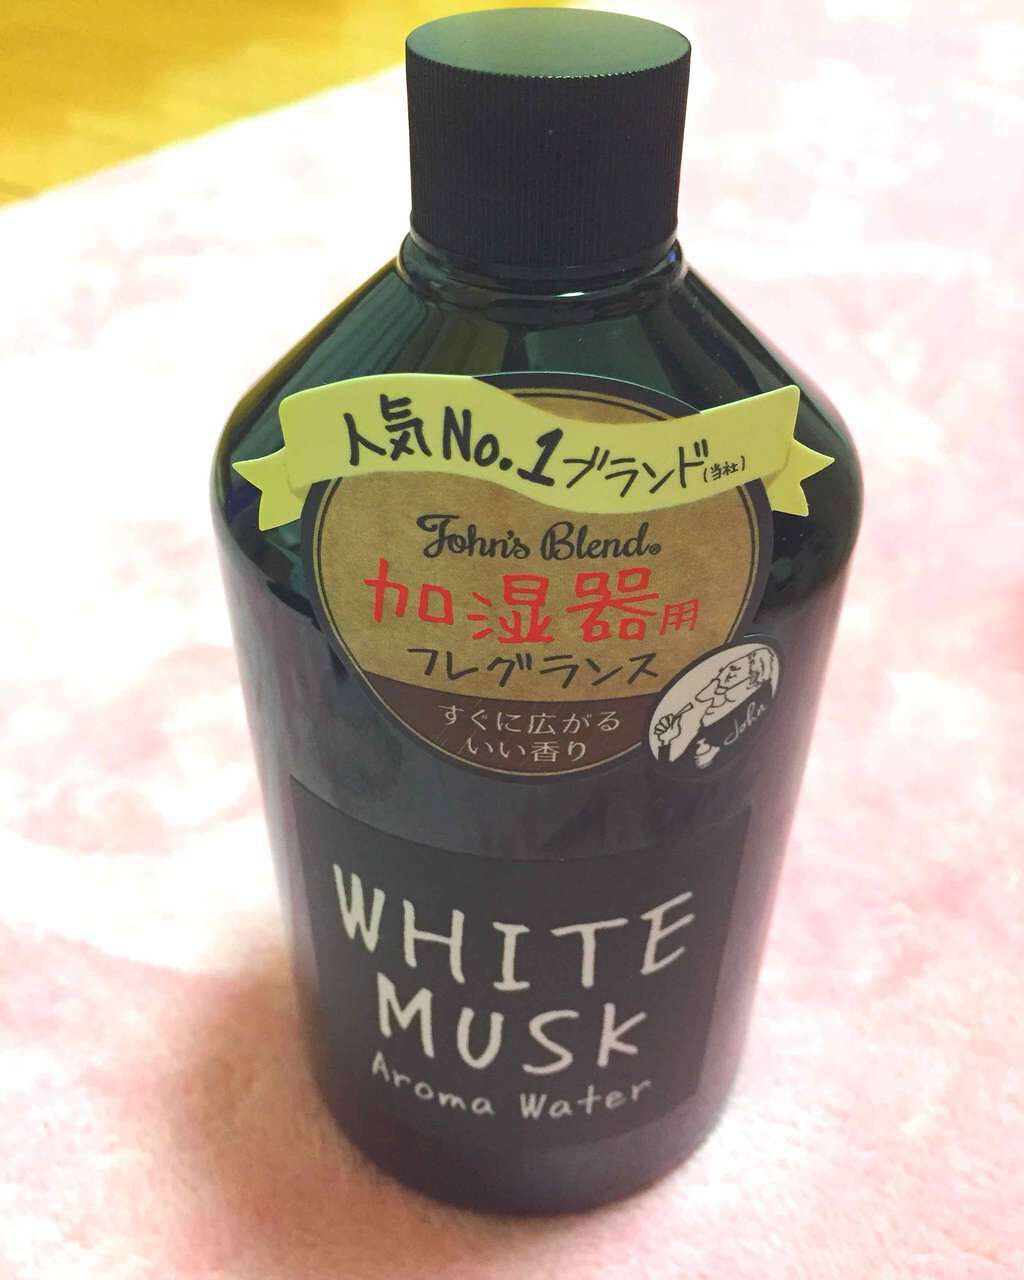 人気No.1ブランド(当社)
John's Blend®
加湿器用
フレグランス
すぐに広がる
いい香り
John
WHITE
MUSK
Aroma Water